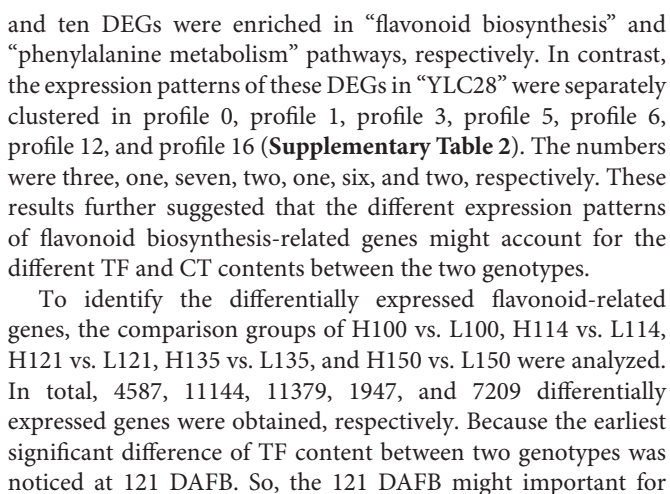 and ten DEGs were enriched in “flavonoid biosynthesis” and
“phenylalanine metabolism” pathways, respectively. In contrast,
the expression patterns of these DEGs in “YLC28” were separately
clustered in profile 0, profile 1, profile 3, profile 5, profile 6,
profile 12, and profile 16 (Supplementary Table 2). The numbers
were three, one, seven, two, one, six, and two, respectively. These
results further suggested that the different expression patterns
of flavonoid biosynthesis-related genes might account for the
different TF and CT contents between the two genotypes.
To identify the differentially expressed flavonoid-related
genes, the comparison groups of H100 vs. L100, H114 vs. L114,
H121 vs. L121, H135 vs. L135, and H150 vs. L150 were analyzed.
In total, 4587, 11144, 11379, 1947, and 7209 differentially
expressed genes were obtained, respectively. Because the earliest
significant difference of TF content between two genotypes was
noticed at 121 DAFB. So, the 121 DAFB might important for